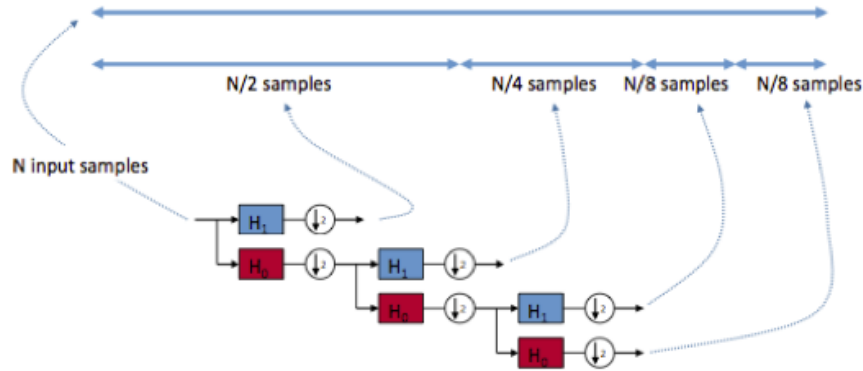 N/2 samples N/4 samples N/8 samples N/8 samples
N input samples
H₁ ↓2
H₀ ↓2 H₁ ↓2
H₀ ↓2 H₁ ↓2
H₀ ↓2